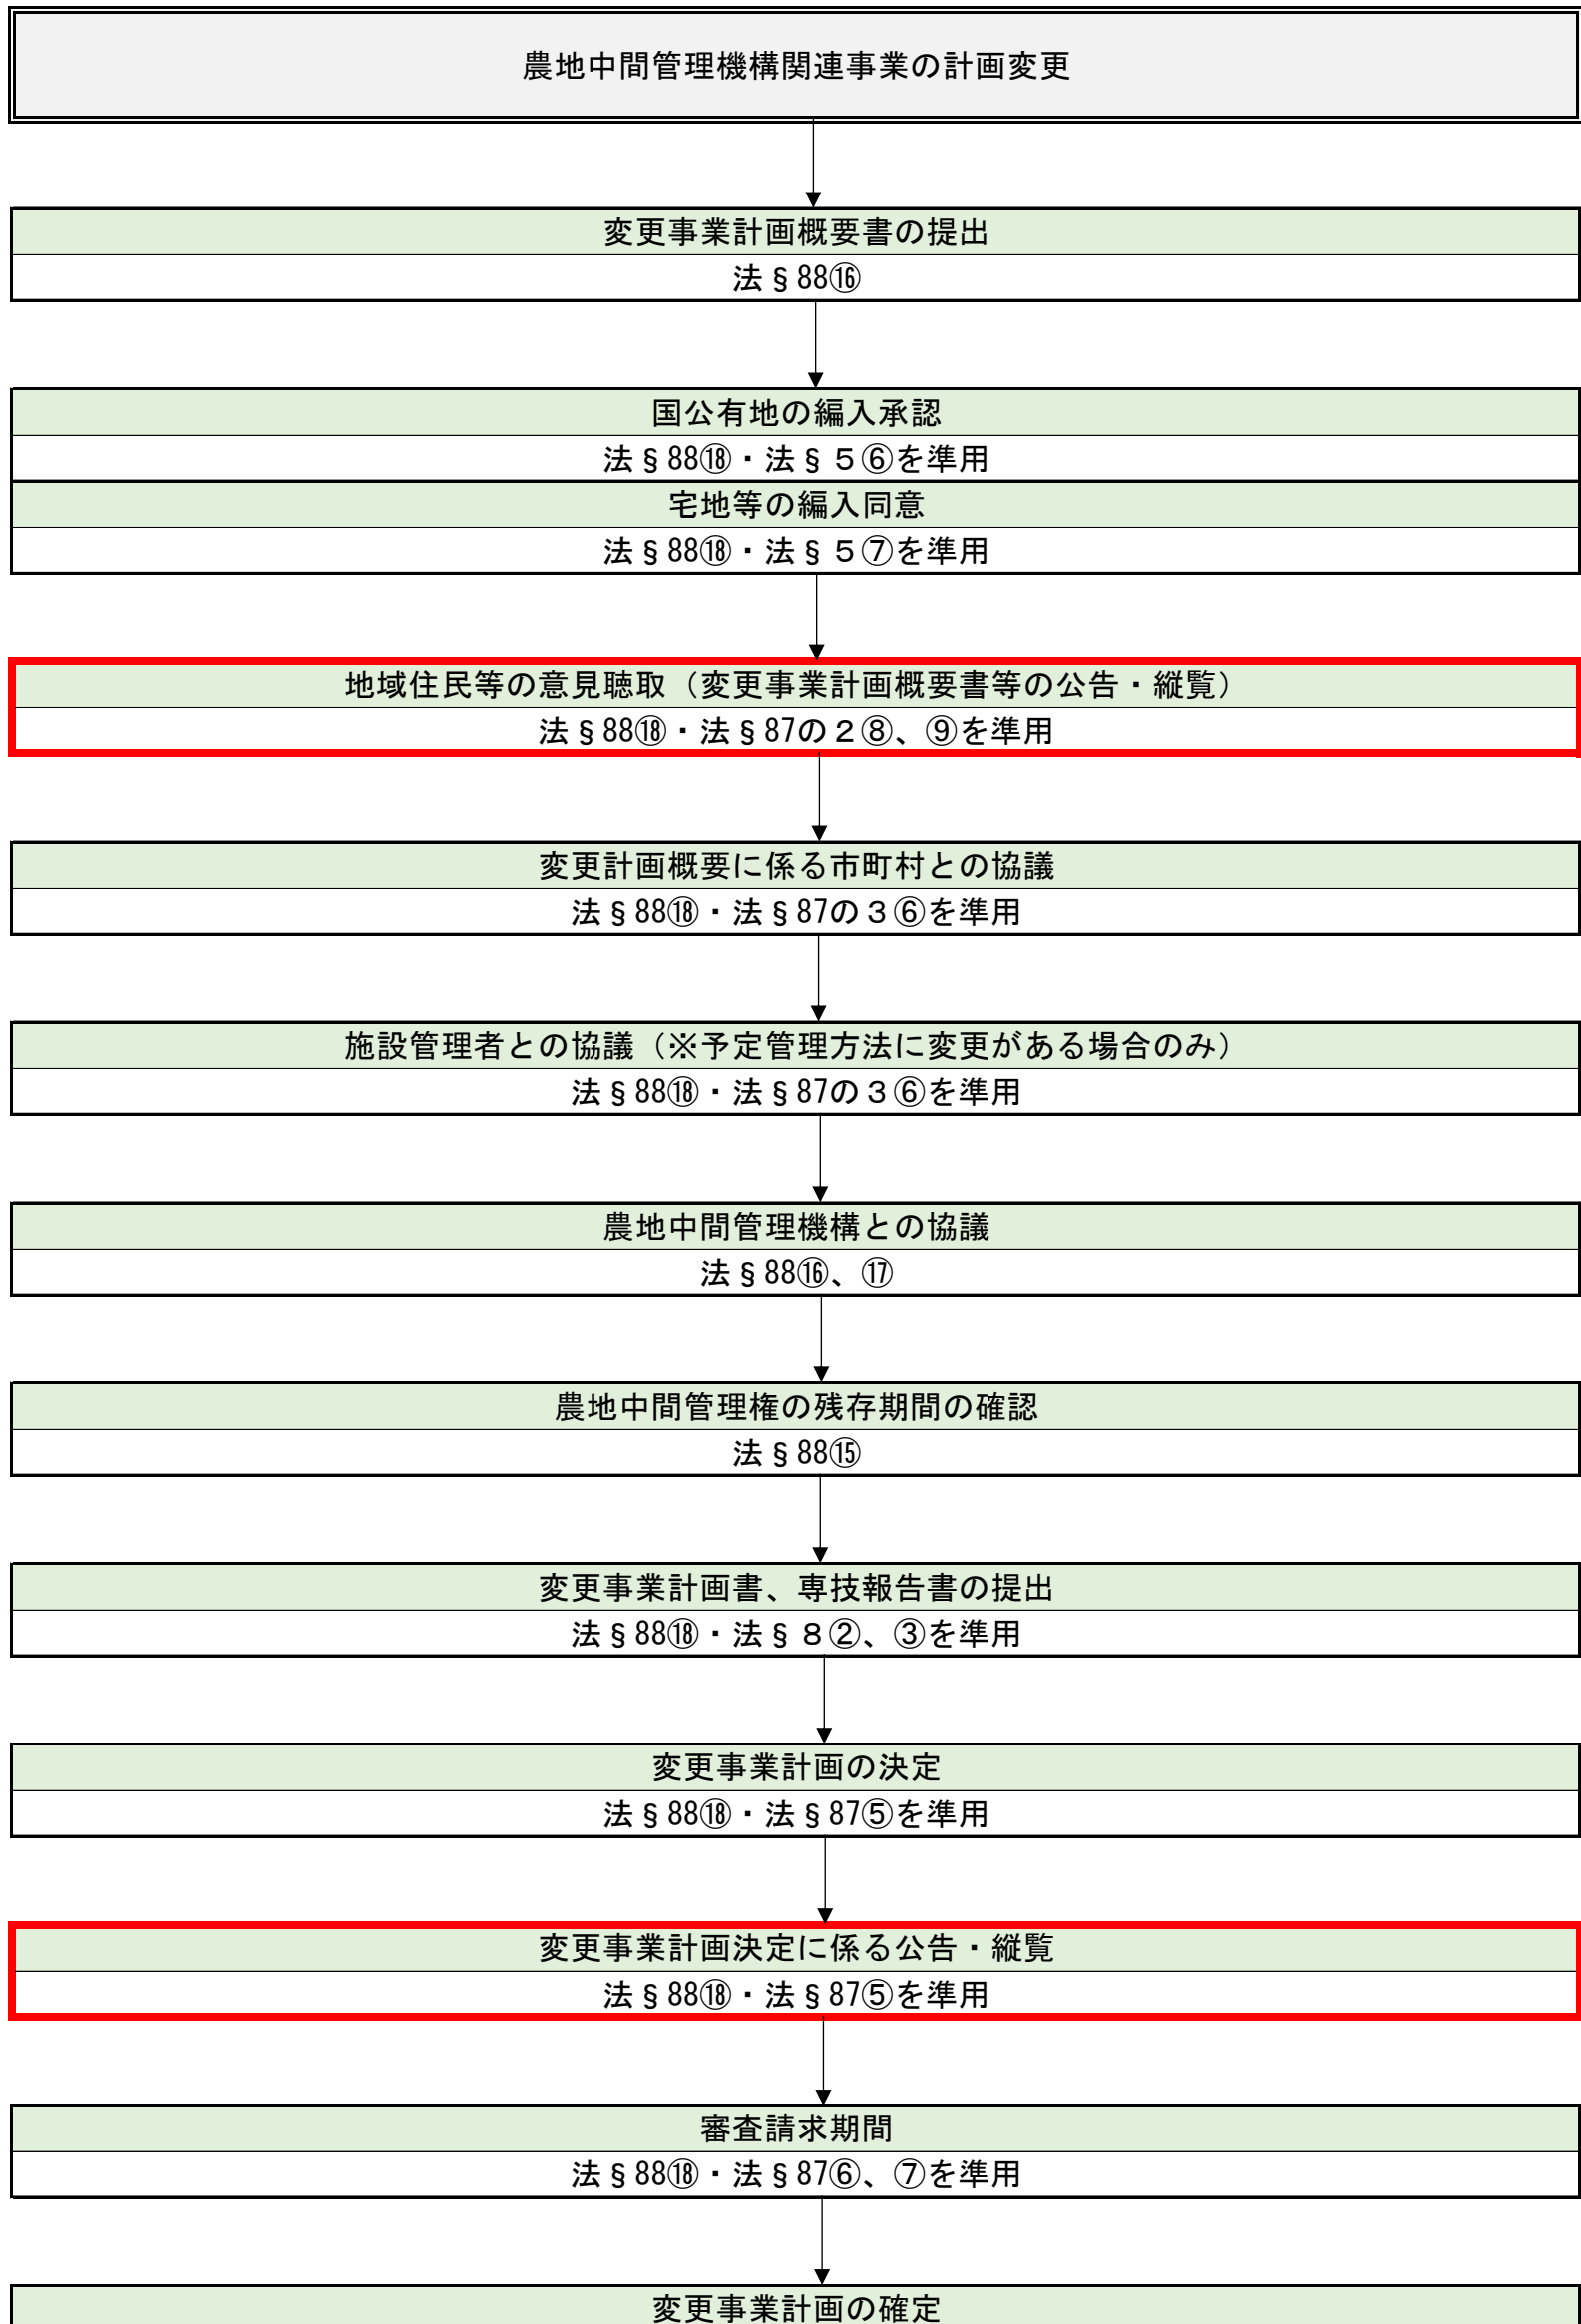 農地中間管理機構関連事業の計画変更
変更事業計画概要書の提出
法§88⑯
国公有地の編入承認
法§88⑱・法§5⑥を準用
宅地等の編入同意
法§88⑱・法§5⑦を準用
地域住民等の意見聴取（変更事業計画概要書等の公告・縦覧）
法§88⑱・法§87の2⑧、⑨を準用
変更計画概要に係る市町村との協議
法§88⑱・法§87の3⑥を準用
施設管理者との協議（※予定管理方法に変更がある場合のみ）
法§88⑱・法§87の3⑥を準用
農地中間管理機構との協議
法§88⑯、⑰
農地中間管理権の残存期間の確認
法§88⑮
変更事業計画書、専技報告書の提出
法§88⑱・法§8②、③を準用
変更事業計画の決定
法§88⑱・法§87⑤を準用
変更事業計画決定に係る公告・縦覧
法§88⑱・法§87⑤を準用
審査請求期間
法§88⑱・法§87⑥、⑦を準用
変更事業計画の確定